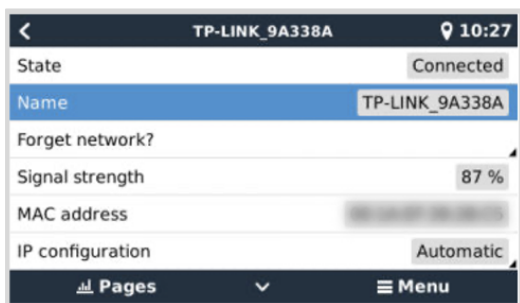 TP-LINK_9A338A 10:27
State Connected
Name TP-LINK_9A338A
Forget network?
Signal strength 87 %
MAC address
IP configuration Automatic
Pages Menu